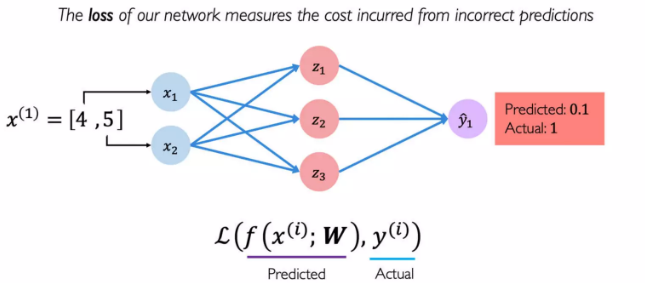 The loss of our network measures the cost incurred from incorrect predictions
x⁽¹⁾ = [4 ,5]
x₁
x₂
z₁
z₂
z₃
ŷ₁
Predicted: 0.1
Actual: 1
ℒ(f(x⁽ⁱ⁾; W), y⁽ⁱ⁾)
Predicted Actual